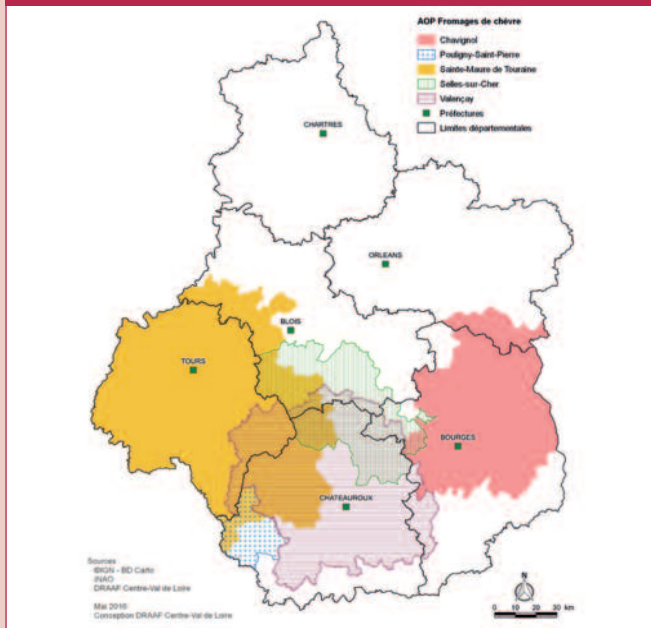 AOP Fromages de chèvre
Chavignol
Pouligny-Saint-Pierre
Sainte-Maure de Touraine
Selles-sur-Cher
Valençay
Préfectures
Limites départementales
CHARTRES
ORLEANS
BLOIS
TOURS
BOURGES
CHATEAUROUX
Sources
©IGN - BD Carto
INAO
DRAAF Centre-Val de Loire
Mai 2016
Conception DRAAF Centre-Val de Loire
N
0 10 20 30 km